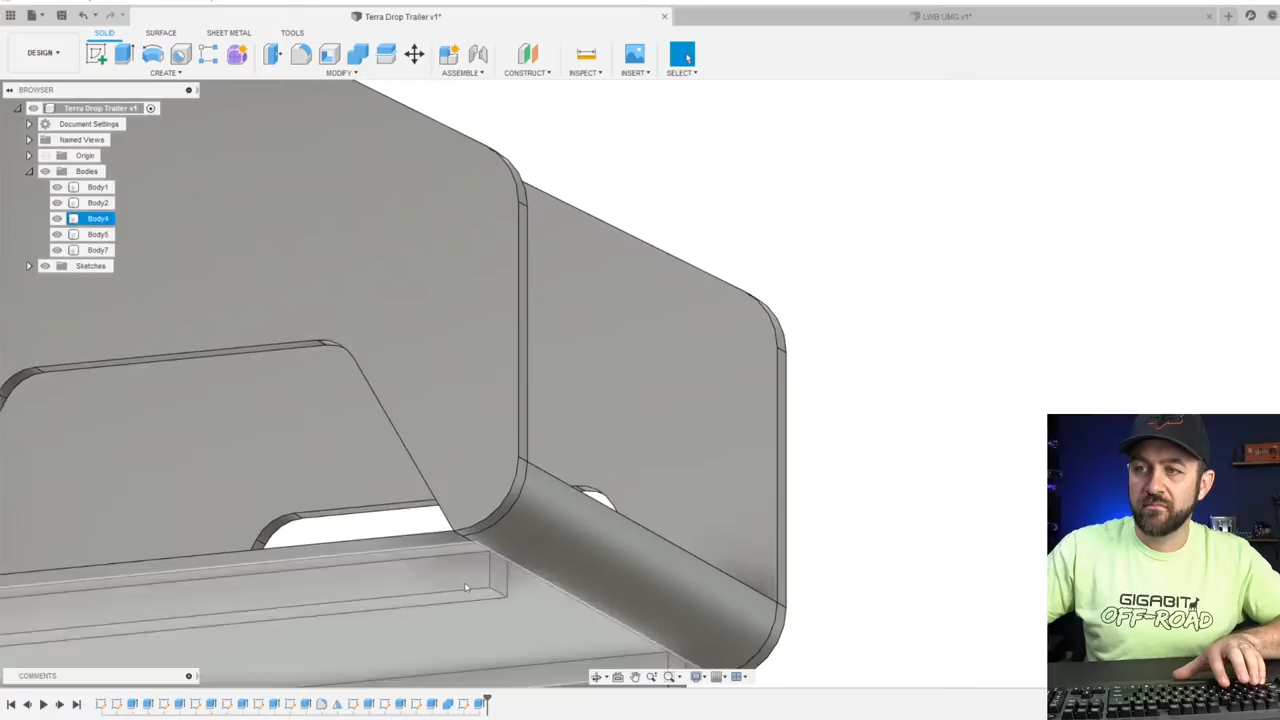 Terra Drop Trailer v1*
LWB UMG v1*
DESIGN
SOLID
SURFACE
SHEET METAL
TOOLS
CREATE
MODIFY
ASSEMBLE
CONSTRUCT
INSPECT
INSERT
SELECT
BROWSER
Terra Drop Trailer v1
Document Settings
Named Views
Origin
Bodies
Body1
Body2
Body4
Body5
Body7
Sketches
COMMENTS
GIGABIT
OFF-ROAD